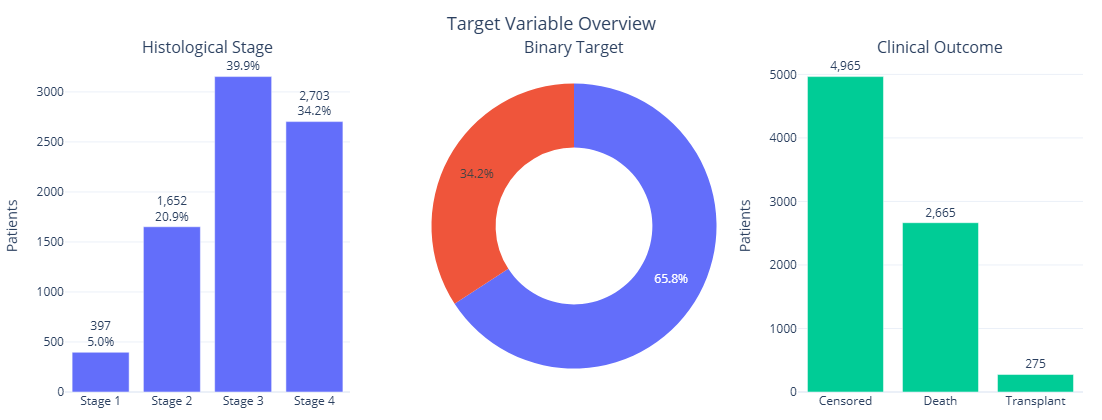 Target Variable Overview
Histological Stage
Binary Target
Clinical Outcome
Patients
3000
2500
2000
1500
1000
500
0
397
5.0%
1,652
20.9%
39.9%
2,703
34.2%
Stage 1
Stage 2
Stage 3
Stage 4
34.2%
65.8%
Patients
5000
4000
3000
2000
1000
0
4,965
2,665
275
Censored
Death
Transplant